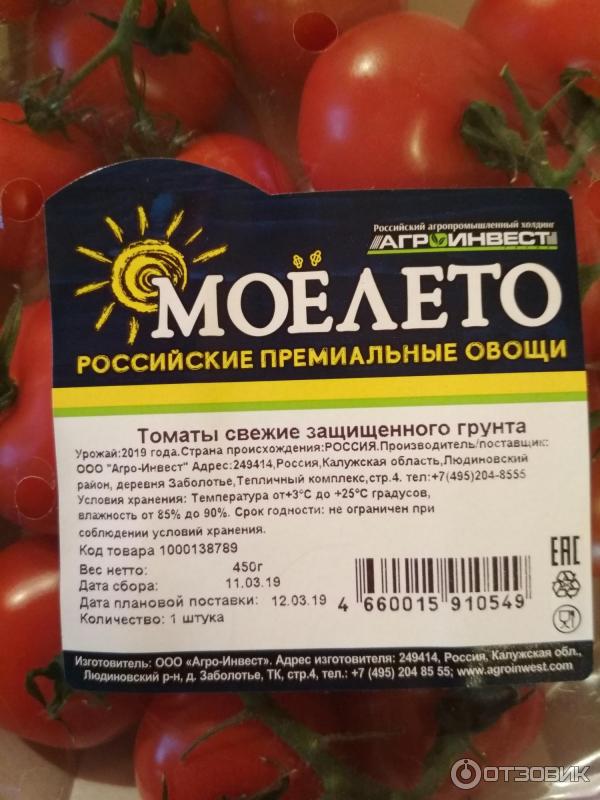 Российский агропромышленный холдинг
АГРОИНВЕСТ
МОЁЛЕТО
РОССИЙСКИЕ ПРЕМИАЛЬНЫЕ ОВОЩИ
Томаты свежие защищенного грунта
Урожай:2019 года.Страна происхождения:РОССИЯ.Производитель/поставщик:
ООО "Агро-Инвест" Адрес:249414,Россия,Калужская область,Людиновский
район, деревня Заболотье,Тепличный комплекс,стр.4. тел:+7(495)204-8555
Условия хранения: Температура от+3°С до +25°С градусов,
влажность от 85% до 90%. Срок годности: не ограничен при
соблюдении условий хранения.
Код товара 1000138789
Вес нетто: 450г
Дата сбора: 11.03.19
Дата плановой поставки: 12.03.19
Количество: 1 штука
4 660015 910549
ЕАС
Изготовитель: ООО «Агро-Инвест». Адрес изготовителя: 249414, Россия, Калужская обл.,
Людиновский р-н, д. Заболотье, ТК, стр.4, тел.: +7 (495) 204 85 55; www.agroinwest.com
ОТЗОВИК